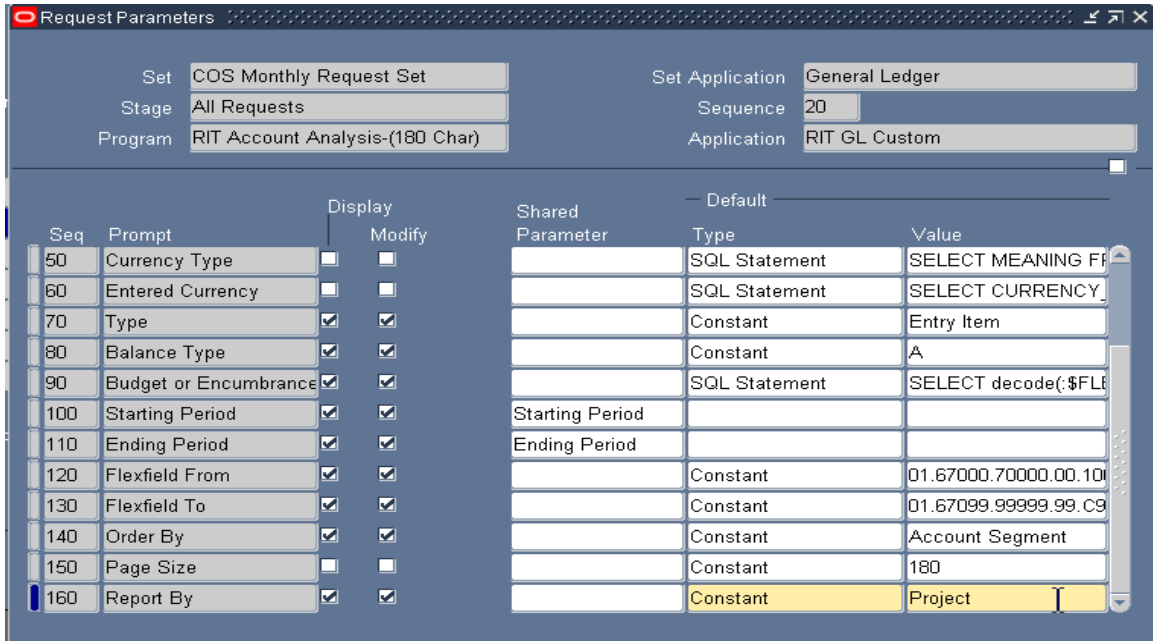 Request Parameters
Set COS Monthly Request Set Set Application General Ledger
Stage All Requests Sequence 20
Program RIT Account Analysis-(180 Char) Application RIT GL Custom
Display Shared Default
Seq Prompt Modify Parameter Type Value
50 Currency Type SQL Statement SELECT MEANING
60 Entered Currency SQL Statement SELECT CURRENCY_
70 Type Constant Entry Item
80 Balance Type Constant A
90 Budget or Encumbrance SQL Statement SELECT decode(:$FLE
100 Starting Period Starting Period
110 Ending Period Ending Period
120 Flexfield From Constant 01.67000.70000.00.10
130 Flexfield To Constant 01.67099.99999.99.C9
140 Order By Constant Account Segment
150 Page Size Constant 180
160 Report By Constant Project